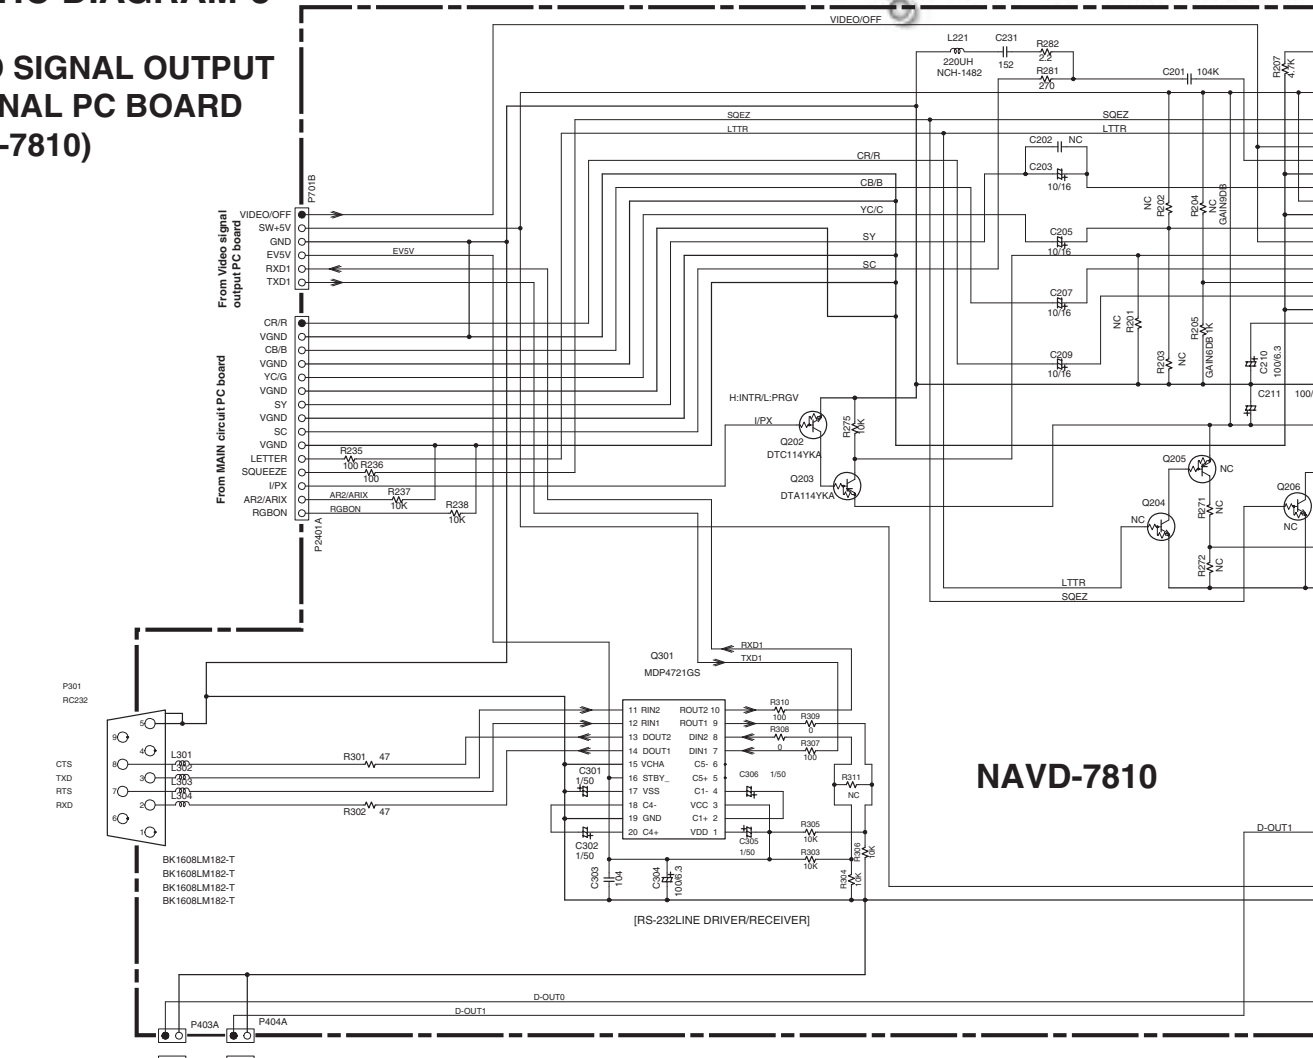 SIGNAL OUTPUT
NAL PC BOARD
-7810)
VIDEO/OFF
L221
220UH
NCH-1482
C231
152
R282
2.2
R281
270
C201
104K
R207
4.7K
SQEZ
LTTR
SQEZ
LTTR
C202
NC
C203
10/16
CR/R
CB/B
YC/C
SY
SC
NC
R202
R204
NC
GAIN9DB
C205
10/16
C207
10/16
C209
10/16
NC
R201
R203
NC
R205
1K
GAIN6DB
C210
100/6.3
C211
100/
P701B
From Video signal
output PC board
VIDEO/OFF
SW+5V
GND
EV5V
RXD1
TXD1
EV5V
From MAIN circuit PC board
CR/R
VGND
CB/B
VGND
YC/G
VGND
SY
VGND
SC
VGND
LETTER
SQUEEZE
I/PX
AR2/ARIX
RGBON
P2401A
R235
100
R236
100
AR2/ARIX
R237
10K
RGBON
R238
10K
H:INTR/L:PRGV
I/PX
Q202
DTC114YKA
R275
10K
Q203
DTA114YKA
Q205
NC
Q204
NC
R271
NC
R272
NC
Q206
NC
LTTR
SQEZ
P301
RC232
5
9
4
8
3
7
2
6
1
CTS
TXD
RTS
RXD
L301
L302
L303
L304
R301 47
R302 47
BK1608LM182-T
BK1608LM182-T
BK1608LM182-T
BK1608LM182-T
Q301
MDP4721GS
RXD1
TXD1
11 RIN2 ROUT2 10
12 RIN1 ROUT1 9
13 DOUT2 DIN2 8
14 DOUT1 DIN1 7
15 VCHA C5- 6
16 STBY_ C5+ 5
17 VSS C1- 4
18 C4- VCC 3
19 GND C1+ 2
20 C4+ VDD 1
R310
100
R309
0
R308
0
R307
100
C301
1/50
C302
1/50
C306 1/50
C305
1/50
R311
NC
R305
10K
R303
10K
R306
10K
R304
10K
C303
104
C304
100/6.3
[RS-232LINE DRIVER/RECEIVER]
NAVD-7810
D-OUT1
D-OUT0
D-OUT1
P403A
P404A